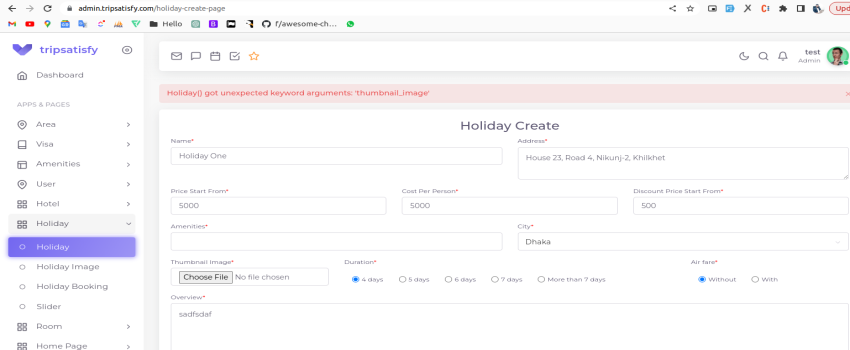 admin.tripsatisfy.com/holiday-create-page
Upd
Hello
r/awesome-ch...
tripsatisfy
test
Admin
Dashboard
APPS & PAGES
Area
Visa
Amenities
User
Hotel
Holiday
Holiday
Holiday Image
Holiday Booking
Slider
Room
Home Page
Holiday() got unexpected keyword arguments: 'thumbnail_image'
Holiday Create
Name* Address*
Holiday One House 23, Road 4, Nikunj-2, Khilkhet
Price Start From* Cost Per Person* Discount Price Start From*
5000 5000 500
Amenities* City*
Dhaka
Thumbnail Image* Duration* Air fare*
Choose File No file chosen 4 days 5 days 6 days 7 days More than 7 days Without With
Overview*
sadfsdaf